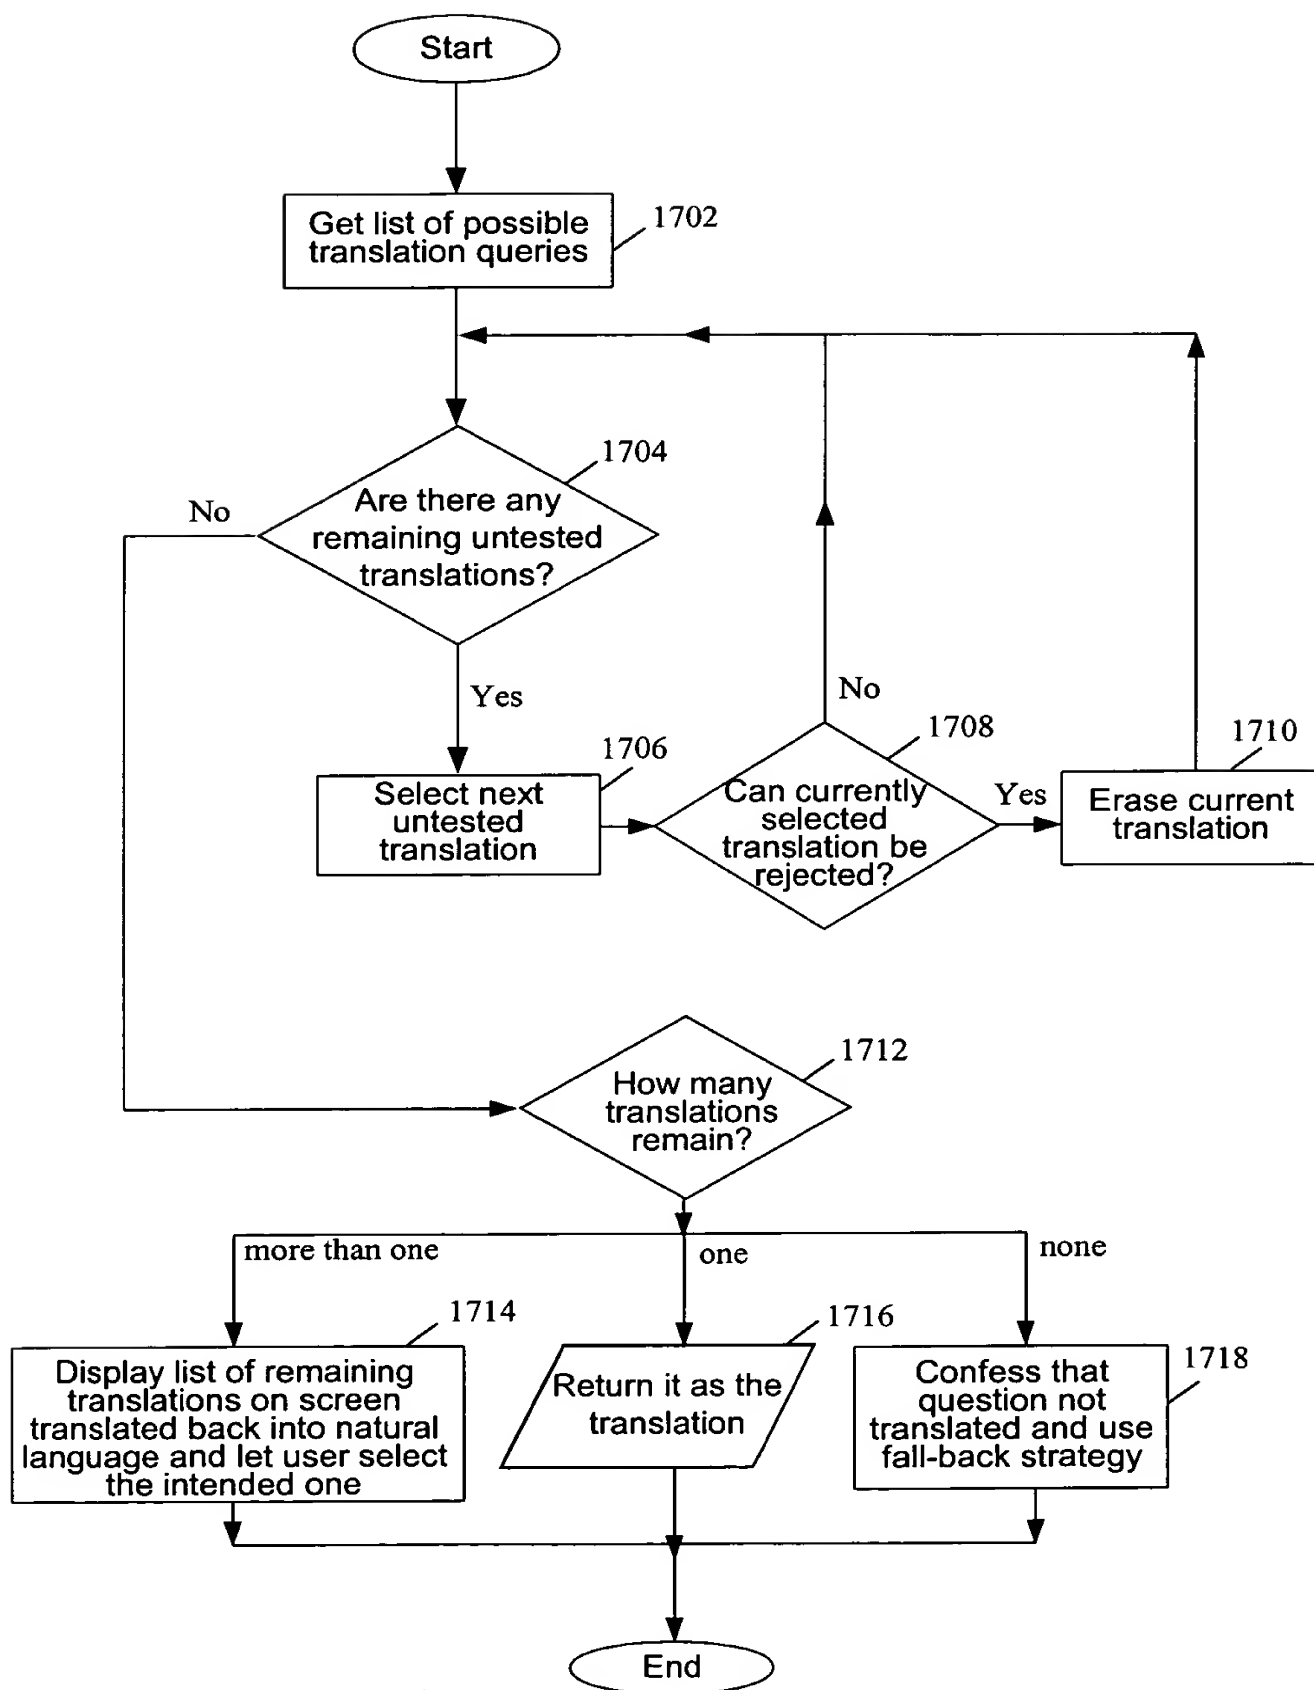 Start
Get list of possible
translation queries
1702
1704
Are there any
remaining untested
translations?
No
Yes
1706
Select next
untested
translation
No
1708
Can currently
selected
translation be
rejected?
Yes
1710
Erase current
translation
1712
How many
translations
remain?
more than one
one
none
1714
Display list of remaining
translations on screen
translated back into natural
language and let user select
the intended one
1716
Return it as the
translation
1718
Confess that
question not
translated and use
fall-back strategy
End